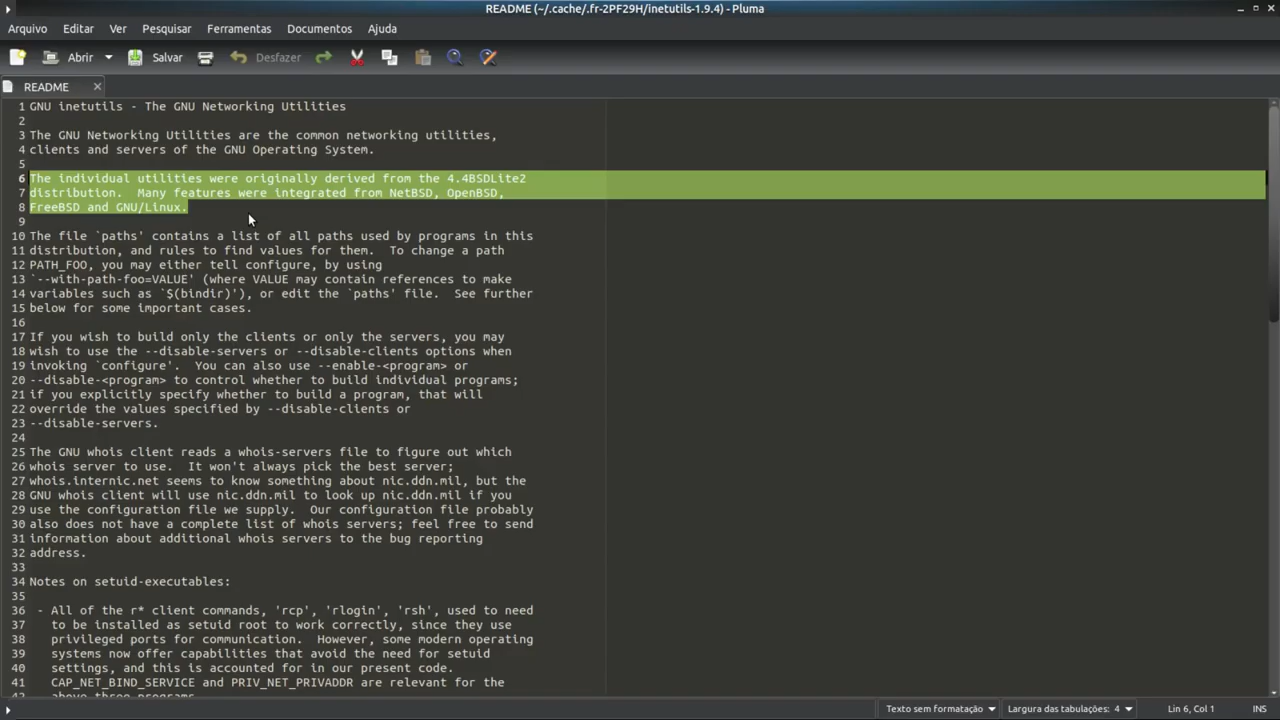 README (~/.cache/.fr-2PF29H/inetutils-1.9.4) - Pluma
Arquivo Editar Ver Pesquisar Ferramentas Documentos Ajuda
Abrir Salvar Desfazer
README
1 GNU inetutils - The GNU Networking Utilities
2
3 The GNU Networking Utilities are the common networking utilities,
4 clients and servers of the GNU Operating System.
5
6 The individual utilities were originally derived from the 4.4BSDLite2
7 distribution.  Many features were integrated from NetBSD, OpenBSD,
8 FreeBSD and GNU/Linux.
9
10 The file `paths' contains a list of all paths used by programs in this
11 distribution, and rules to find values for them.  To change a path
12 PATH_FOO, you may either tell configure, by using
13 `--with-path-foo=VALUE' (where VALUE may contain references to make
14 variables such as `$(bindir)'), or edit the `paths' file.  See further
15 below for some important cases.
16
17 If you wish to build only the clients or only the servers, you may
18 wish to use the --disable-servers or --disable-clients options when
19 invoking `configure'.  You can also use --enable-<program> or
20 --disable-<program> to control whether to build individual programs;
21 if you explicitly specify whether to build a program, that will
22 override the values specified by --disable-clients or
23 --disable-servers.
24
25 The GNU whois client reads a whois-servers file to figure out which
26 whois server to use.  It won't always pick the best server;
27 whois.internic.net seems to know something about nic.ddn.mil, but the
28 GNU whois client will use nic.ddn.mil to look up nic.ddn.mil if you
29 use the configuration file we supply.  Our configuration file probably
30 also does not have a complete list of whois servers; feel free to send
31 information about additional whois servers to the bug reporting
32 address.
33
34 Notes on setuid-executables:
35
36  - All of the r* client commands, 'rcp', 'rlogin', 'rsh', used to need
37    to be installed as setuid root to work correctly, since they use
38    privileged ports for communication.  However, some modern operating
39    systems now offer capabilities that avoid the need for setuid
40    settings, and this is accounted for in our present code.
41    CAP_NET_BIND_SERVICE and PRIV_NET_PRIVADDR are relevant for the
42    above three programs
Texto sem formatação Largura das tabulações: 4 Lin 6, Col 1 INS